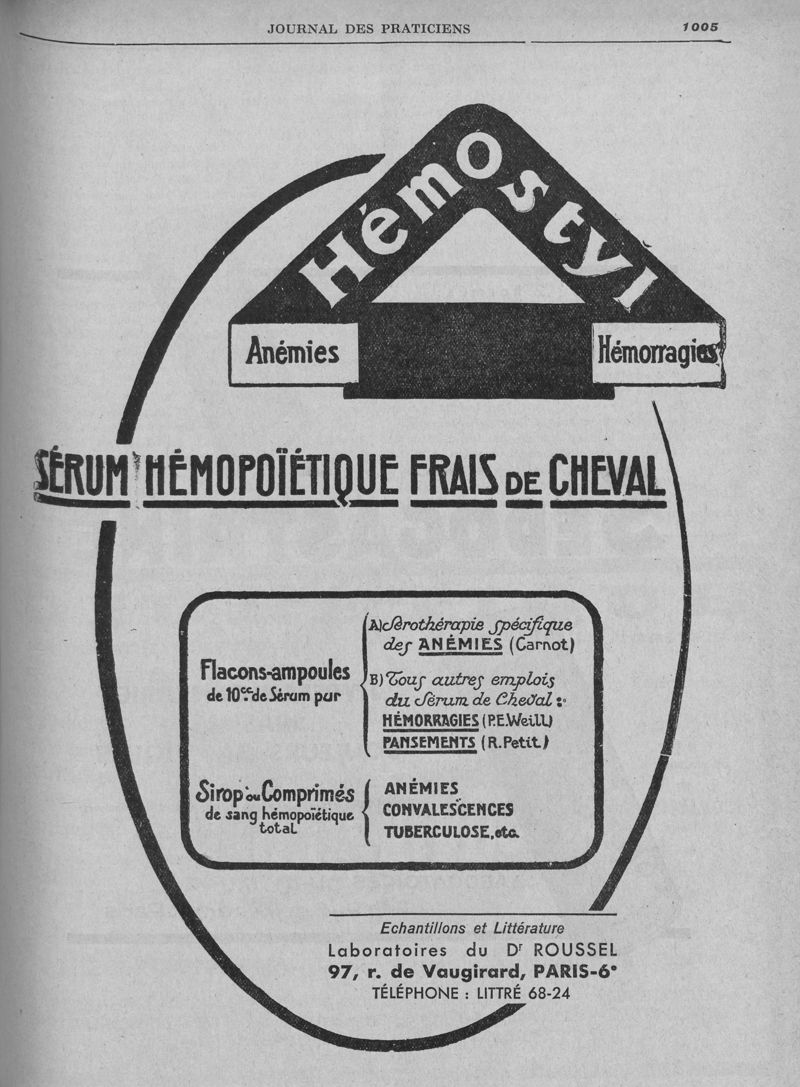 JOURNAL DES PRATICIENS 1005
Hémostyl
Anémies
Hémorragies
SÉRUM HÉMOPOÏÉTIQUE FRAIS DE CHEVAL
Flacons-ampoules
de 10cc de Sérum pur
A) Sérothérapie spécifique
des ANÉMIES (Carnot)
B) Tous autres emplois
du Sérum de Cheval :
HÉMORRAGIES (P.E.Weill)
PANSEMENTS (R.Petit)
Sirop ou Comprimés
de sang hémopoïétique
total
ANÉMIES
CONVALESCENCES
TUBERCULOSE, etc.
Echantillons et Littérature
Laboratoires du Dr ROUSSEL
97, r. de Vaugirard, PARIS-6e
TÉLÉPHONE : LITTRÉ 68-24